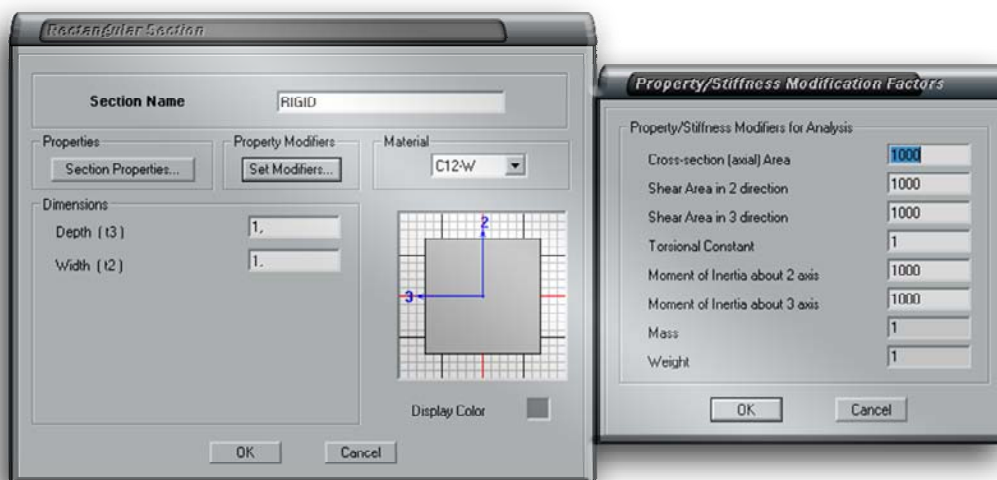 Rectangular Section
Section Name
RIGID
Properties
Section Properties...
Property Modifiers
Set Modifiers...
Material
C12-W
Dimensions
Depth ( t3 )
1,
Width ( t2 )
1.
2
3
Display Color
OK
Cancel
Property/Stiffness Modification Factors
Property/Stiffness Modifiers for Analysis
Cross-section (axial) Area
1000
Shear Area in 2 direction
1000
Shear Area in 3 direction
1000
Torsional Constant
1
Moment of Inertia about 2 axis
1000
Moment of Inertia about 3 axis
1000
Mass
1
Weight
1
OK
Cancel